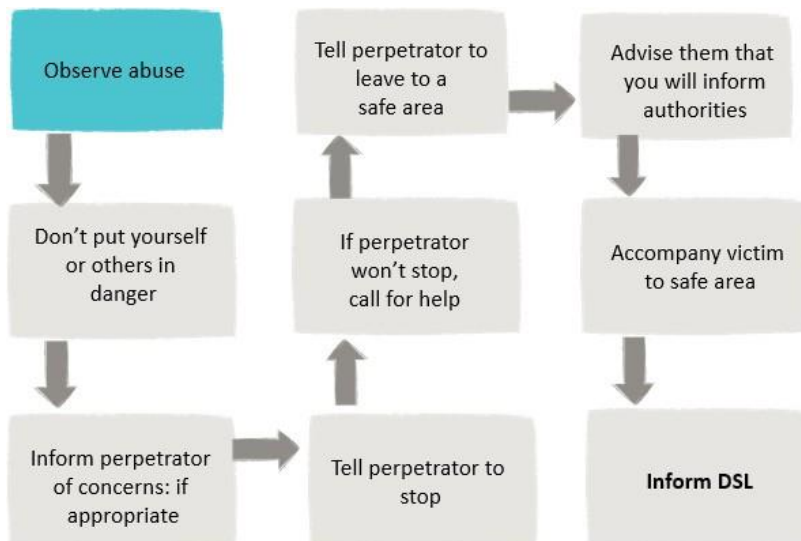 Observe abuse
Don’t put yourself
or others in
danger
Inform perpetrator
of concerns: if
appropriate
Tell perpetrator to
stop
If perpetrator
won’t stop,
call for help
Tell perpetrator to
leave to a
safe area
Advise them that
you will inform
authorities
Accompany victim
to safe area
Inform DSL